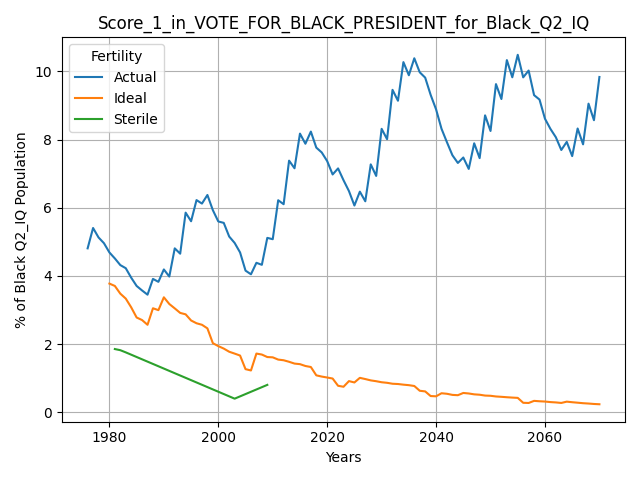 Score_1_in_VOTE_FOR_BLACK_PRESIDENT_for_Black_Q2_IQ
Fertility
Actual
Ideal
Sterile
% of Black Q2_IQ Population
10
8
6
4
2
0
1980
2000
2020
2040
2060
Years